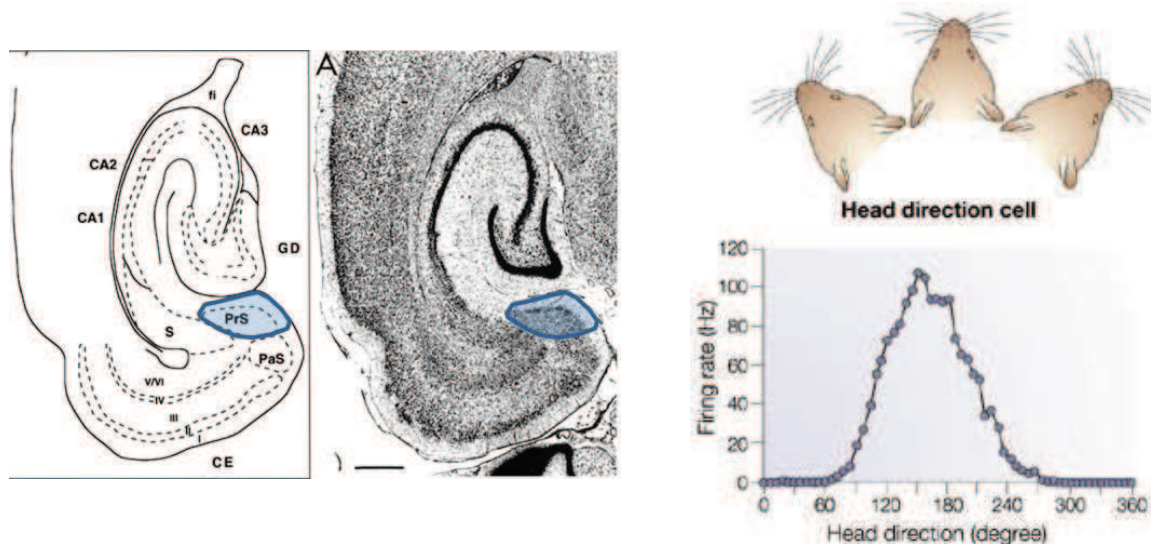 A
fi
CA3
CA2
CA1
GD
PrS
S
PaS
V/VI
IV
III
II
I
CE
Head direction cell
Firing rate (Hz)
120
100
80
60
40
20
0
0 60 120 180 240 300 360
Head direction (degree)